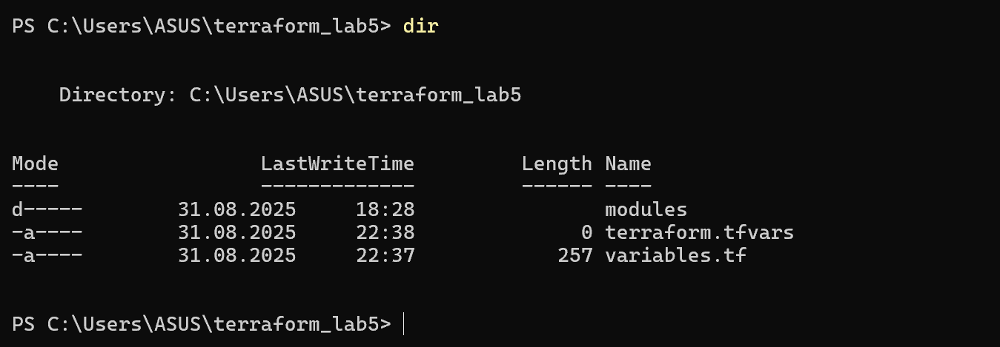 PS C:\Users\ASUS\terraform_lab5> dir
Directory: C:\Users\ASUS\terraform_lab5
Mode                 LastWriteTime         Length Name
----                 -------------         ------ ----
d-----        31.08.2025     18:28                modules
-a----        31.08.2025     22:38              0 terraform.tfvars
-a----        31.08.2025     22:37            257 variables.tf
PS C:\Users\ASUS\terraform_lab5>